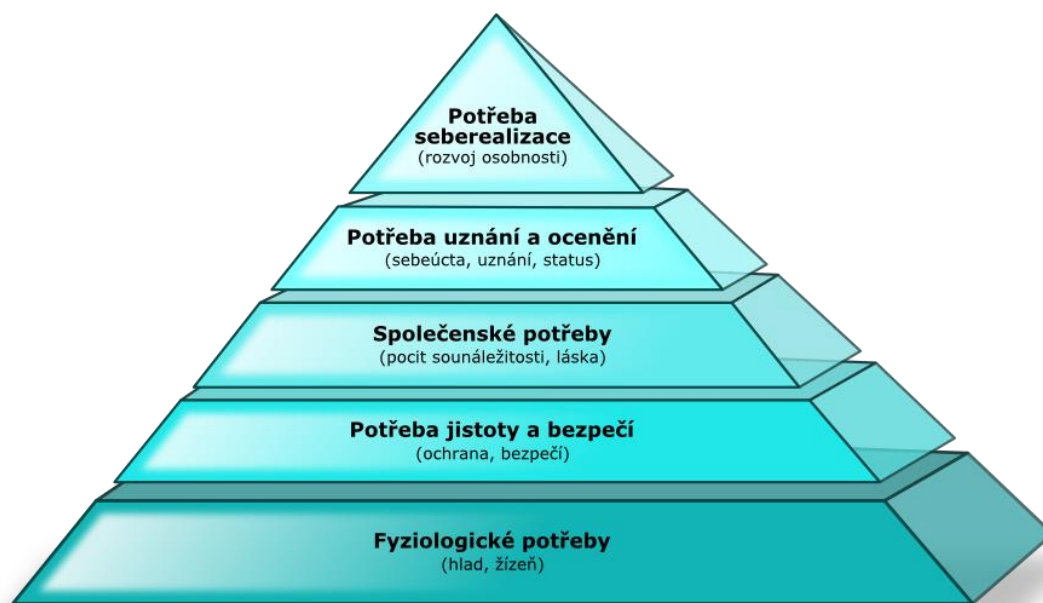 Potřeba
seberealizace
(rozvoj osobnosti)
Potřeba uznání a ocenění
(sebeúcta, uznání, status)
Společenské potřeby
(pocit sounáležitosti, láska)
Potřeba jistoty a bezpečí
(ochrana, bezpečí)
Fyziologické potřeby
(hlad, žízeň)